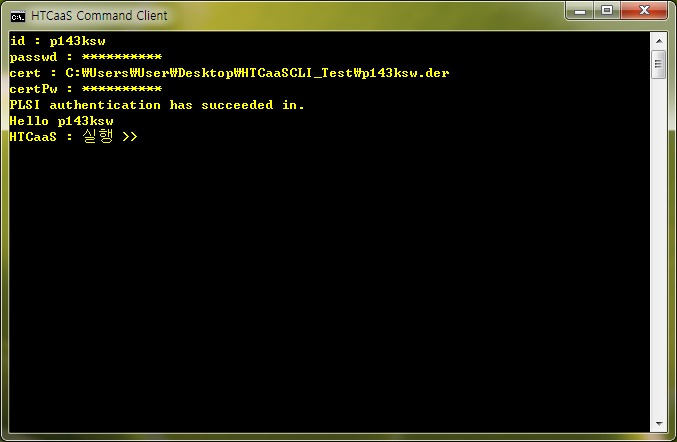 HTCaaS Command Client
id : p143ksw
passwd : **********
cert : C:₩Users₩User₩Desktop₩HTCaaSCLI_Test₩p143ksw.der
certPw : **********
PLSI authentication has succeeded in.
Hello p143ksw
HTCaaS : 실행 >>